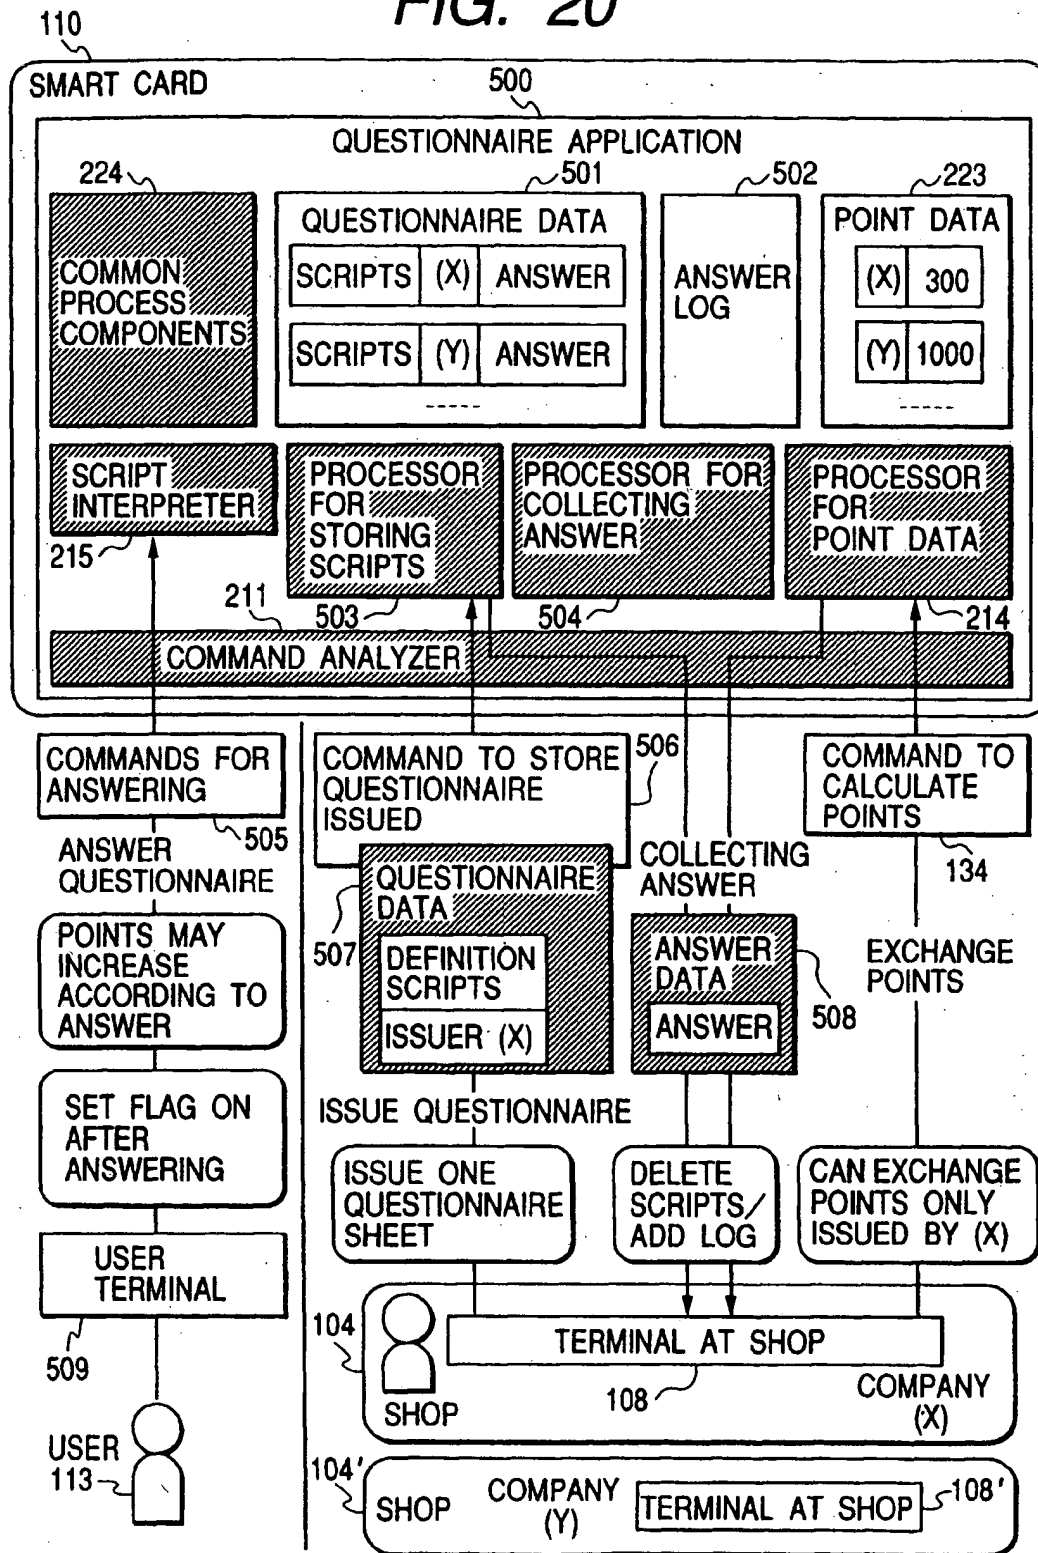 FIG. 20
110
SMART CARD
500
QUESTIONNAIRE APPLICATION
224
501
502
223
COMMON
PROCESS
COMPONENTS
QUESTIONNAIRE DATA
SCRIPTS (X) ANSWER
SCRIPTS (Y) ANSWER
-----
ANSWER
LOG
POINT DATA
(X) 300
(Y) 1000
-----
SCRIPT
INTERPRETER
215
PROCESSOR
FOR
STORING
SCRIPTS
503
PROCESSOR FOR
COLLECTING
ANSWER
504
PROCESSOR
FOR
POINT DATA
214
211
COMMAND ANALYZER
COMMANDS FOR
ANSWERING
505
ANSWER
QUESTIONNAIRE
POINTS MAY
INCREASE
ACCORDING TO
ANSWER
SET FLAG ON
AFTER
ANSWERING
USER
TERMINAL
509
USER
113
COMMAND TO STORE
QUESTIONNAIRE
ISSUED
506
QUESTIONNAIRE
DATA
507
DEFINITION
SCRIPTS
ISSUER (X)
ISSUE QUESTIONNAIRE
ISSUE ONE
QUESTIONNAIRE
SHEET
COLLECTING
ANSWER
ANSWER
DATA
ANSWER
508
DELETE
SCRIPTS/
ADD LOG
COMMAND TO
CALCULATE
POINTS
134
EXCHANGE
POINTS
CAN EXCHANGE
POINTS ONLY
ISSUED BY (X)
104
TERMINAL AT SHOP
108
SHOP
COMPANY
(X)
104'
SHOP
COMPANY
(Y)
TERMINAL AT SHOP
108'